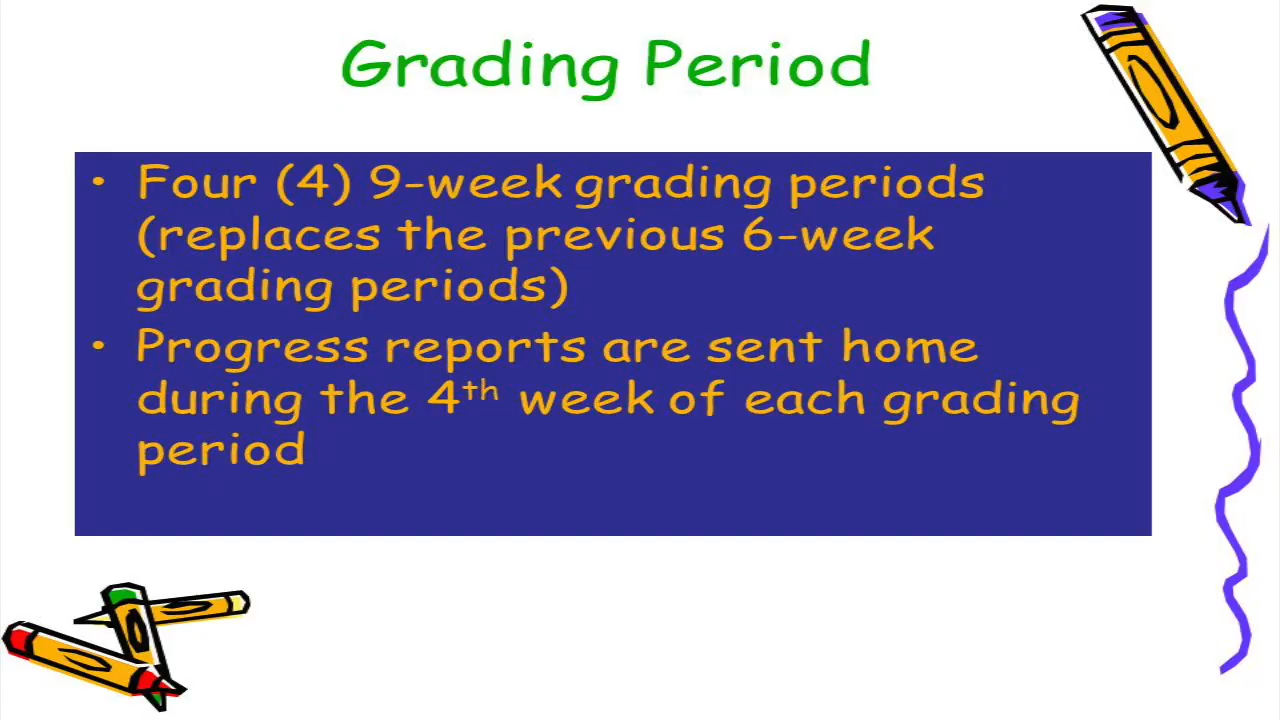 Grading Period
• Four (4) 9-week grading periods
(replaces the previous 6-week
grading periods)
• Progress reports are sent home
during the 4th week of each grading
period